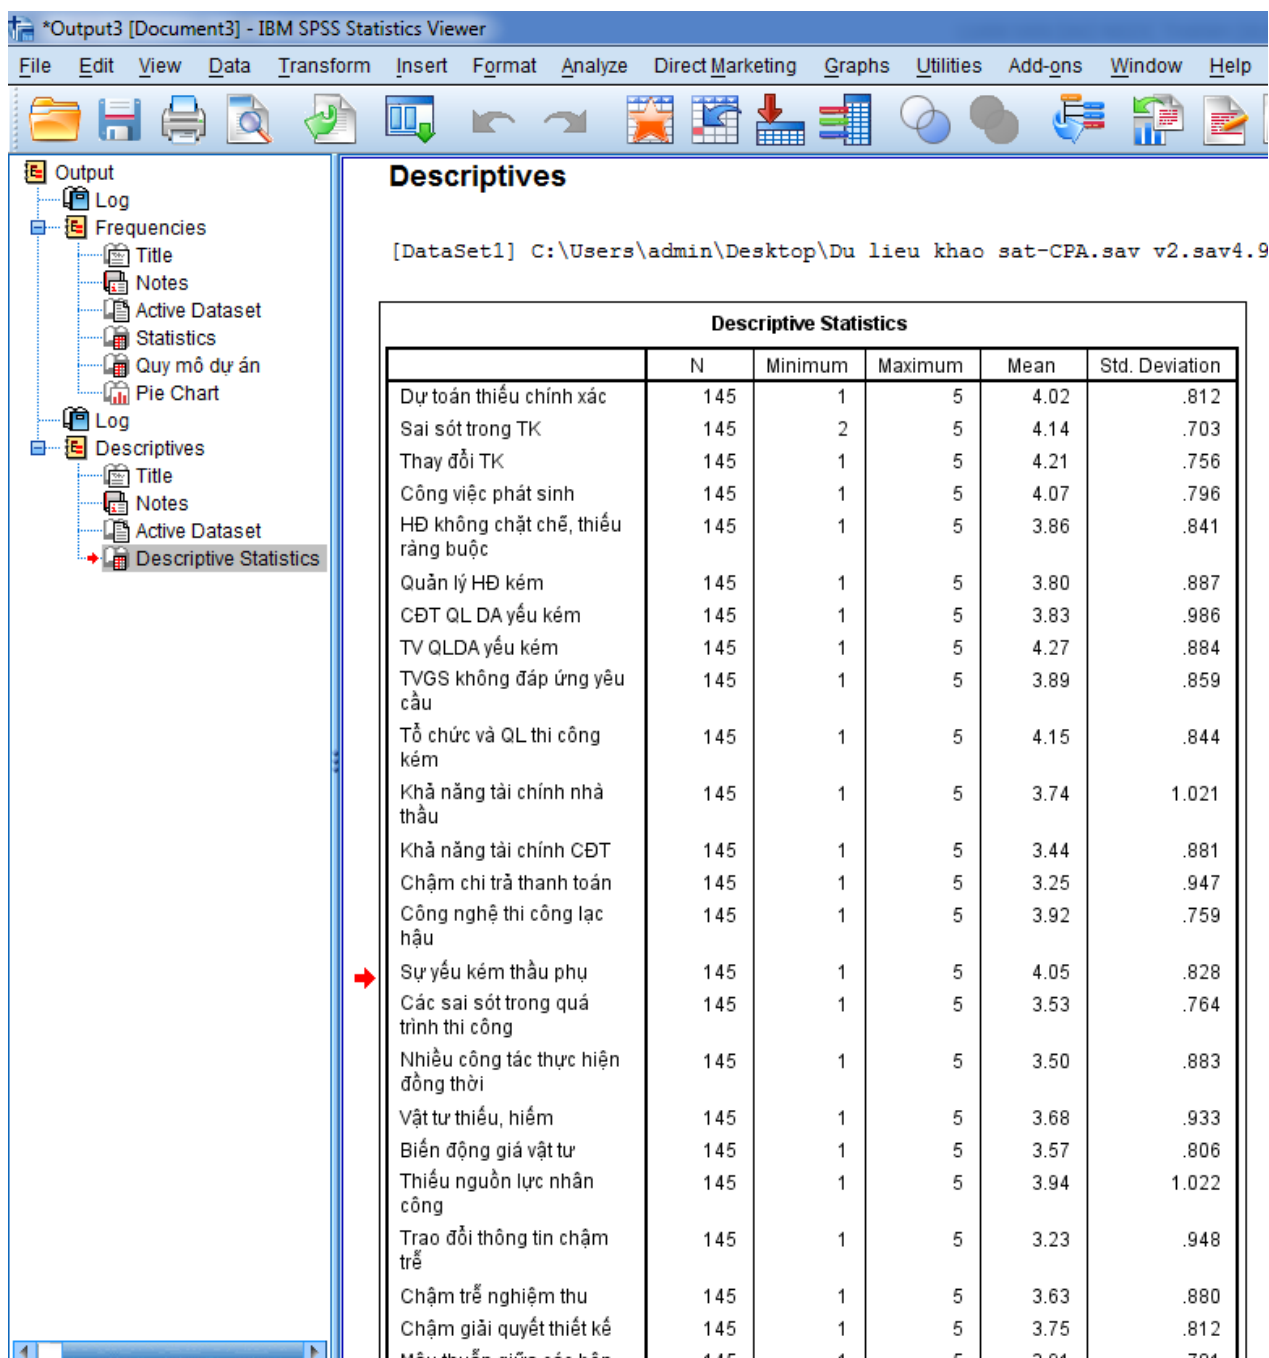 *Output3 [Document3] - IBM SPSS Statistics Viewer
File Edit View Data Transform Insert Format Analyze Direct Marketing Graphs Utilities Add-ons Window Help
Output
Log
Frequencies
Title
Notes
Active Dataset
Statistics
Quy mô dự án
Pie Chart
Log
Descriptives
Title
Notes
Active Dataset
Descriptive Statistics
Descriptives
[DataSet1] C:\Users\admin\Desktop\Du lieu khao sat-CPA.sav v2.sav4.9
Descriptive Statistics
N Minimum Maximum Mean Std. Deviation
Dự toán thiếu chính xác 145 1 5 4.02 .812
Sai sót trong TK 145 2 5 4.14 .703
Thay đổi TK 145 1 5 4.21 .756
Công việc phát sinh 145 1 5 4.07 .796
HĐ không chặt chẽ, thiếu 145 1 5 3.86 .841
ràng buộc
Quản lý HĐ kém 145 1 5 3.80 .887
CĐT QL DA yếu kém 145 1 5 3.83 .986
TV QLDA yếu kém 145 1 5 4.27 .884
TVGS không đáp ứng yêu 145 1 5 3.89 .859
cầu
Tổ chức và QL thi công 145 1 5 4.15 .844
kém
Khả năng tài chính nhà 145 1 5 3.74 1.021
thầu
Khả năng tài chính CĐT 145 1 5 3.44 .881
Chậm chi trả thanh toán 145 1 5 3.25 .947
Công nghệ thi công lạc 145 1 5 3.92 .759
hậu
Sự yếu kém thầu phụ 145 1 5 4.05 .828
Các sai sót trong quá 145 1 5 3.53 .764
trình thi công
Nhiều công tác thực hiện 145 1 5 3.50 .883
đồng thời
Vật tư thiếu, hiếm 145 1 5 3.68 .933
Biến động giá vật tư 145 1 5 3.57 .806
Thiếu nguồn lực nhân 145 1 5 3.94 1.022
công
Trao đổi thông tin chậm 145 1 5 3.23 .948
trễ
Chậm trễ nghiệm thu 145 1 5 3.63 .880
Chậm giải quyết thiết kế 145 1 5 3.75 .812